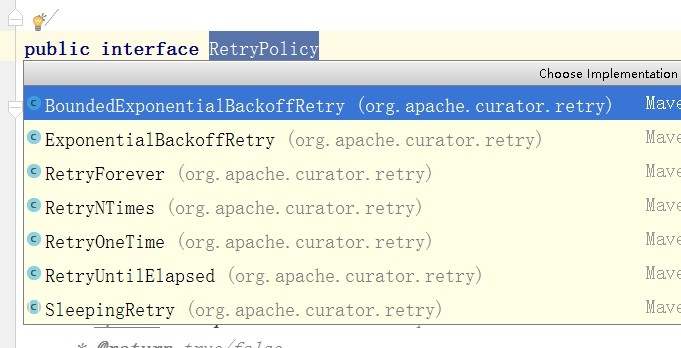 */
public interface RetryPolicy
Choose Implementation
BoundedExponentialBackoffRetry (org.apache.curator.retry) Mave
ExponentialBackoffRetry (org.apache.curator.retry) Mave
RetryForever (org.apache.curator.retry) Mave
RetryNTimes (org.apache.curator.retry) Mave
RetryOneTime (org.apache.curator.retry) Mave
RetryUntilElapsed (org.apache.curator.retry) Mave
SleepingRetry (org.apache.curator.retry) Mave
* @return true/false